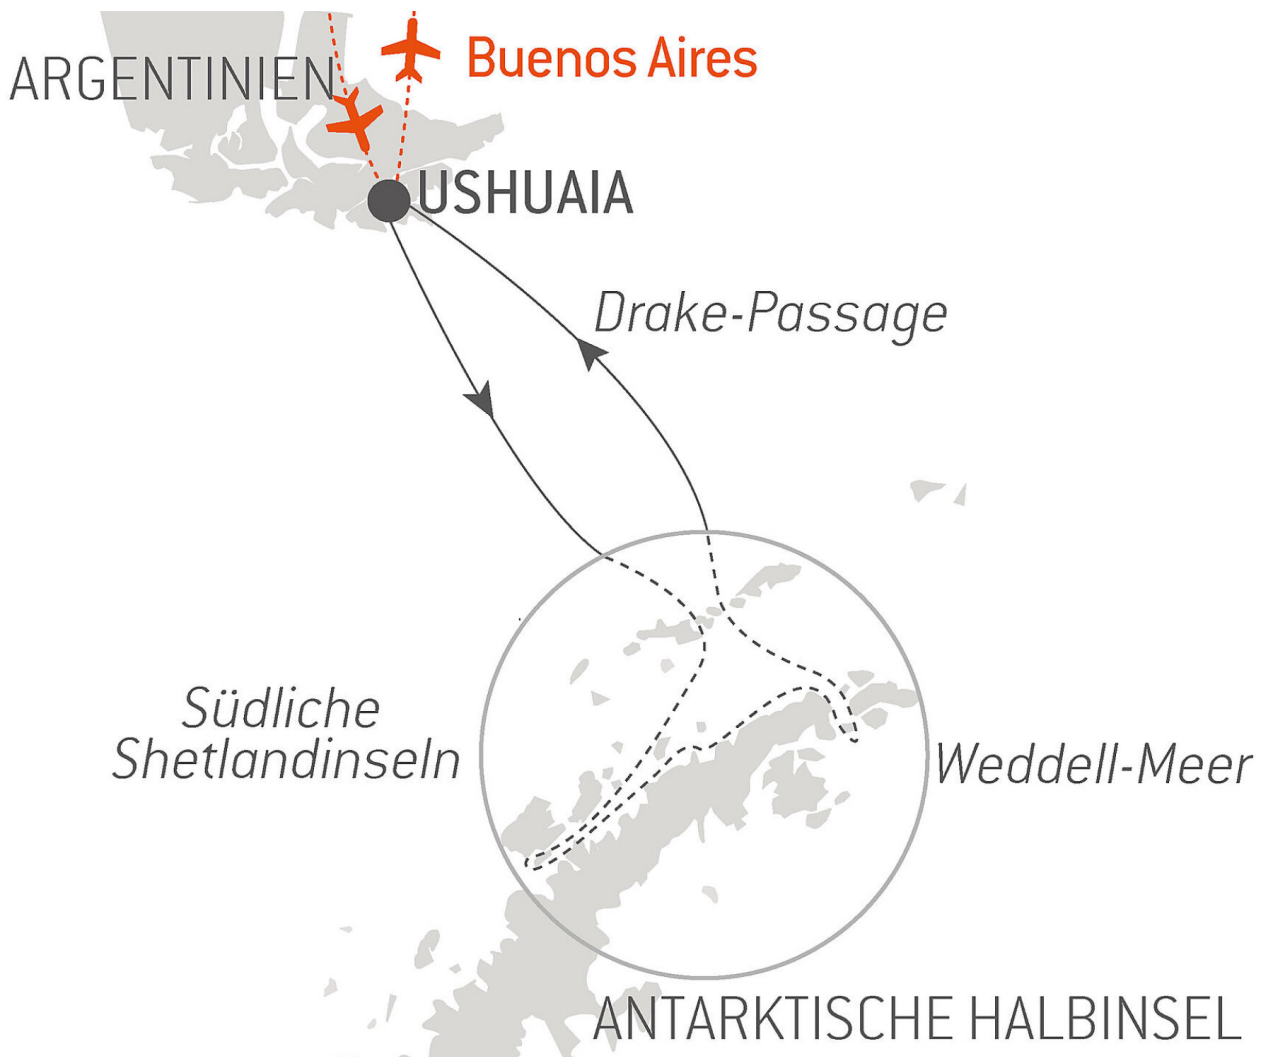 Buenos Aires
ARGENTINIEN
USHUAIA
Drake-Passage
Südliche
Shetlandinseln
Weddell-Meer
ANTARKTISCHE HALBINSEL